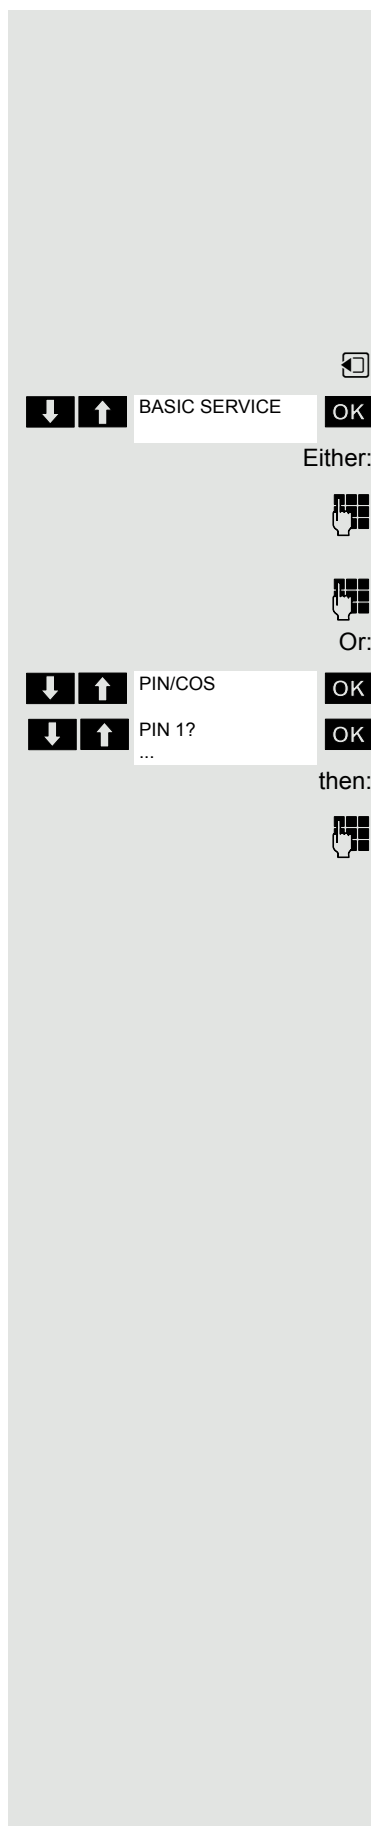 BASIC SERVICE OK
Either:
Or:
PIN/COS OK
PIN 1? OK
...
then: